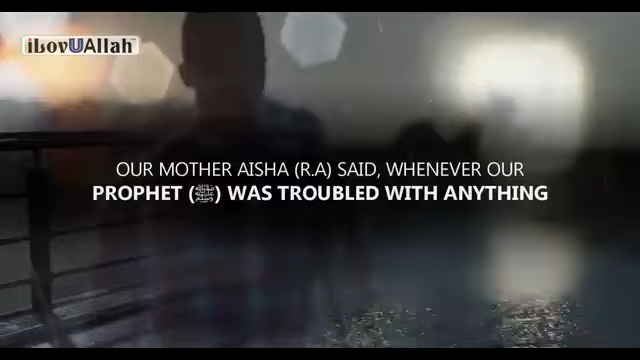 iLovUAllah
OUR MOTHER AISHA (R.A) SAID, WHENEVER OUR
PROPHET (ﷺ) WAS TROUBLED WITH ANYTHING